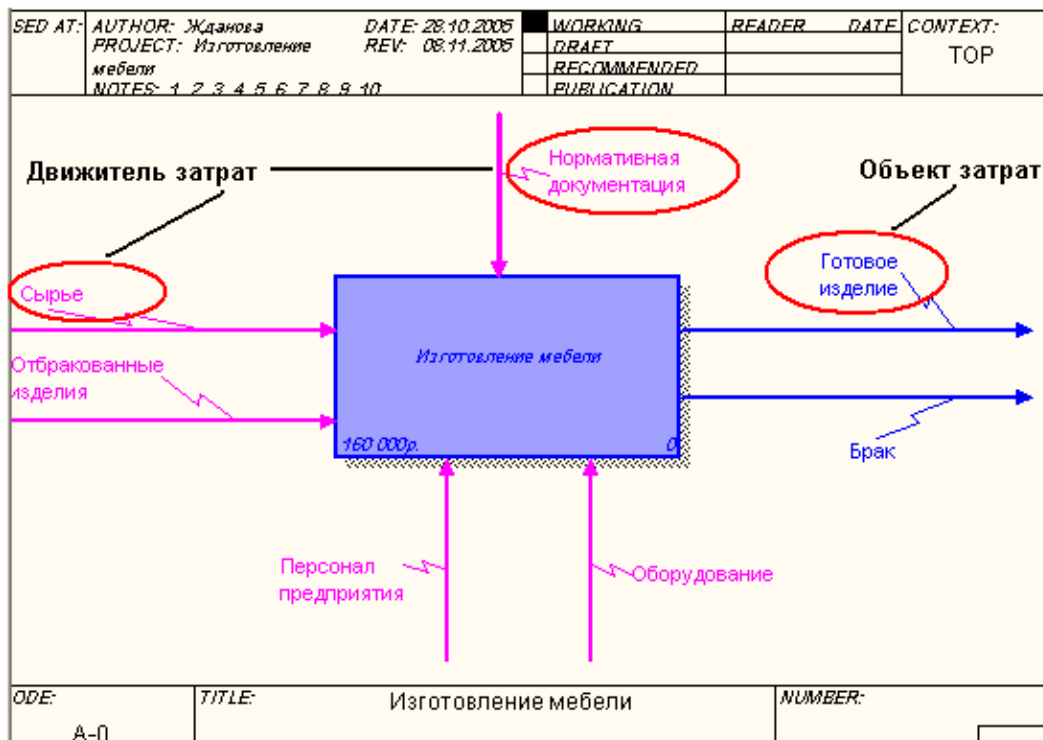 SED AT:
AUTHOR: Жданова
DATE: 28.10.2005
PROJECT: Изготовление
мебели
REV: 08.11.2005
NOTES: 1 2 3 4 5 6 7 8 9 10
WORKING
DRAFT
RECOMMENDED
PUBLICATION
READER DATE
CONTEXT:
TOP
Движитель затрат
Нормативная
документация
Объект затрат
Сырье
Готовое
изделие
Изготовление мебели
Отбракованные
изделия
160 000р.
0
Брак
Персонал
предприятия
Оборудование
ODE:
A-0
TITLE:
Изготовление мебели
NUMBER: